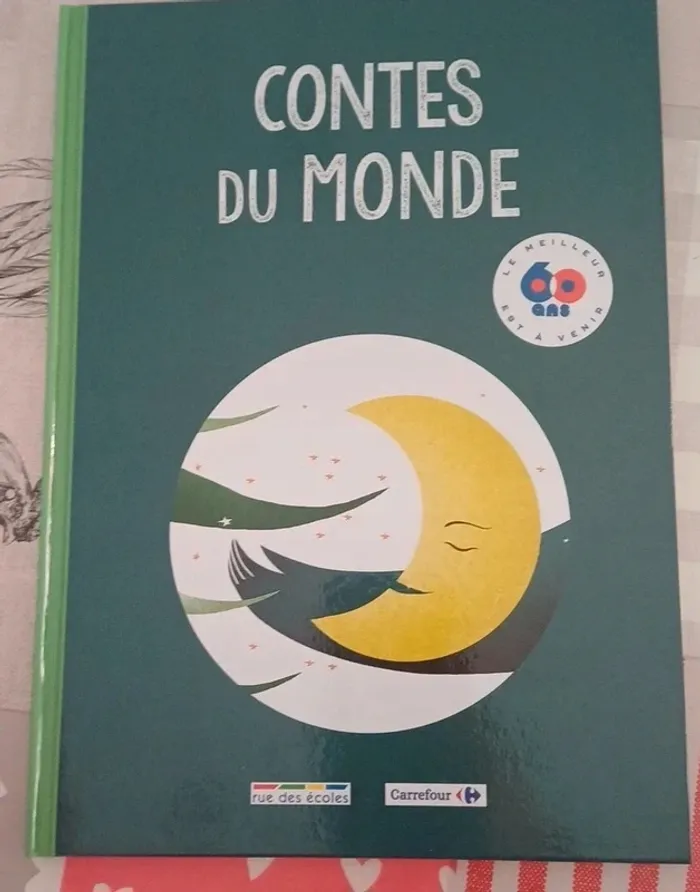 CONTES
DU MONDE
LE MEILLEUR
60
ans
EST À VENIR
rue des écoles
Carrefour